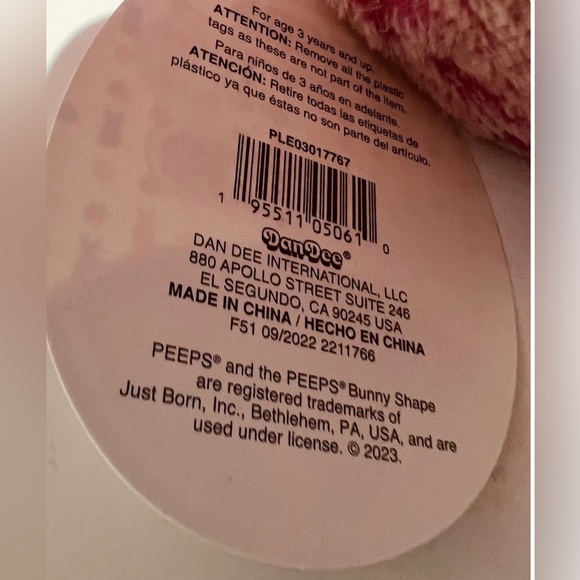 For age 3 years and up.
ATTENTION: Remove all the plastic
tags as these are not part of the item.
Para niños de 3 años en adelante.
ATENCIÓN: Retire todas las etiquetas de
plástico ya que éstas no son parte del artículo.
PLE03017767
1 95511 05061 0
DanDee®
DAN DEE INTERNATIONAL, LLC
880 APOLLO STREET SUITE 246
EL SEGUNDO, CA 90245 USA
MADE IN CHINA / HECHO EN CHINA
F51 09/2022 2211766
PEEPS® and the PEEPS® Bunny Shape
are registered trademarks of
Just Born, Inc., Bethlehem, PA, USA, and are
used under license. © 2023.